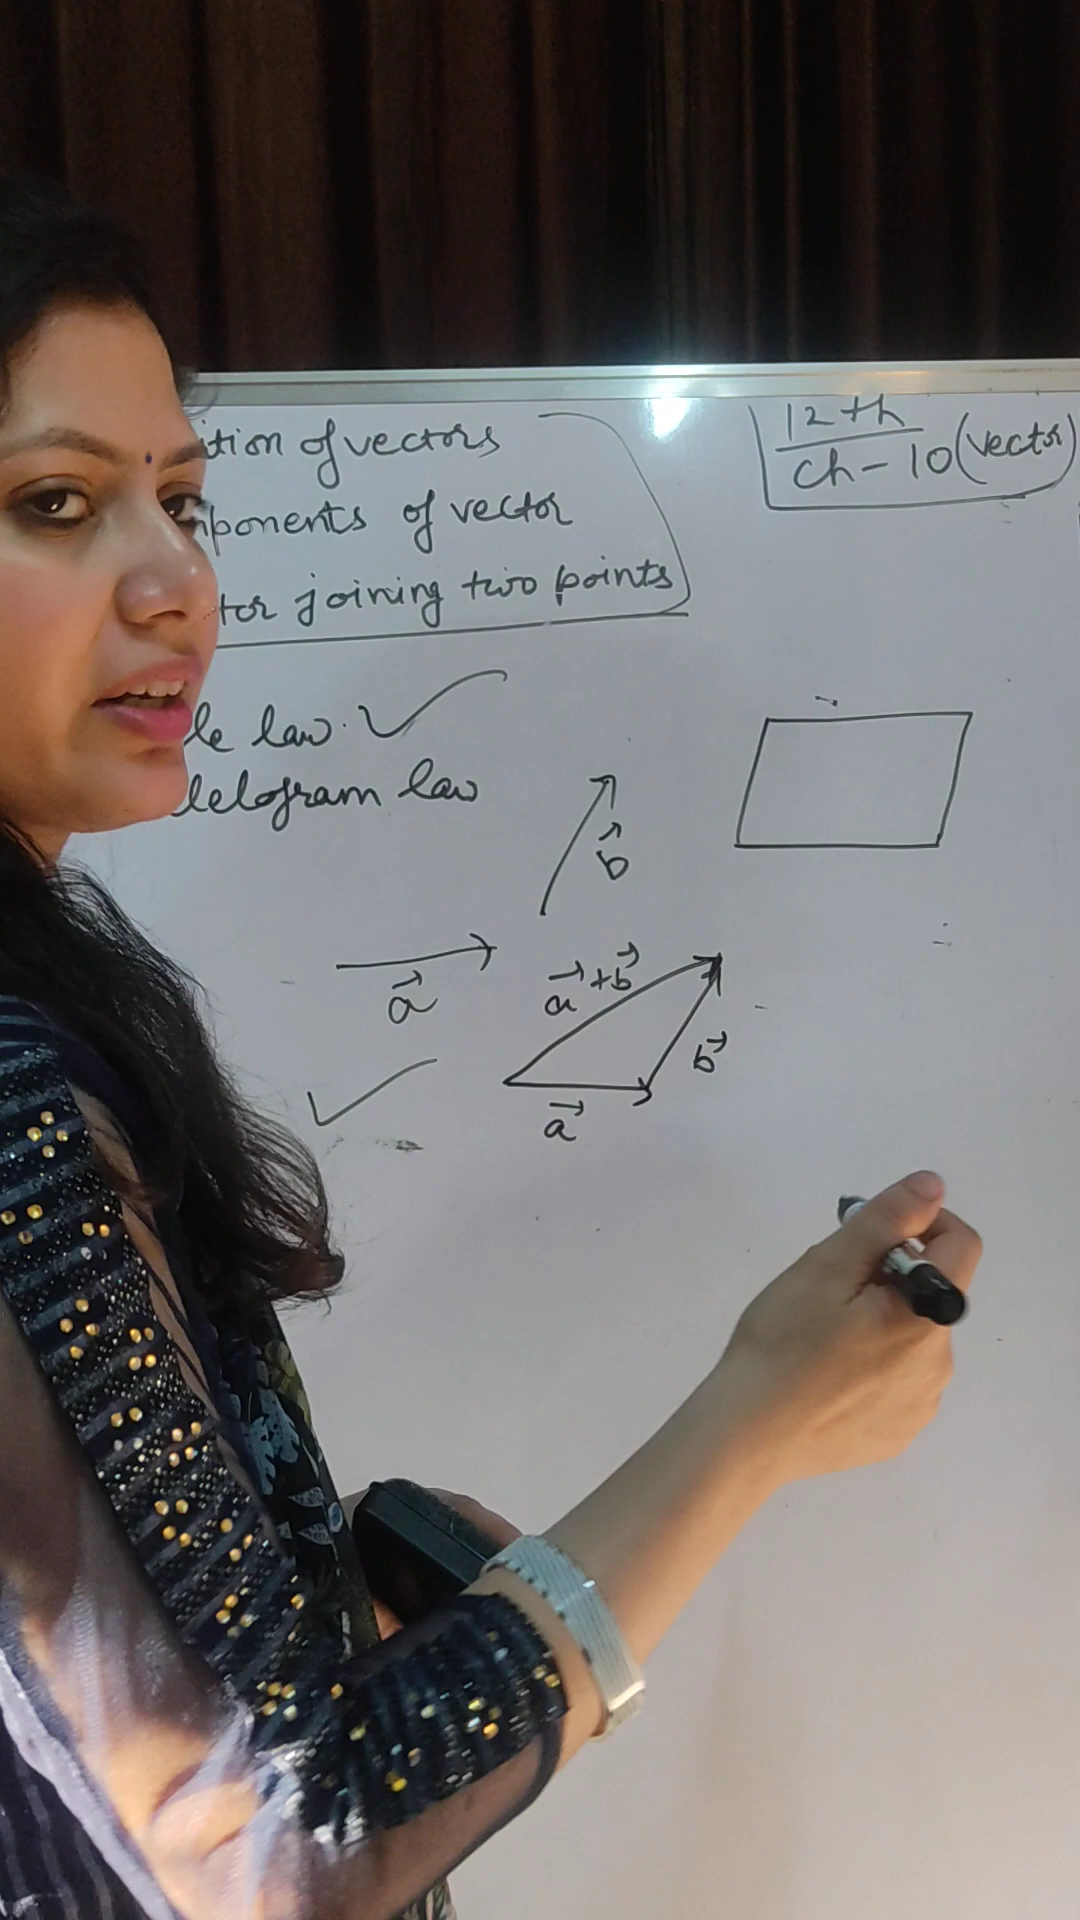 12th
Ch-10(vector)
ition of vectors
ponents of vector
tor joining two points
le law.
lelogram law
b
a
a+b
b
a